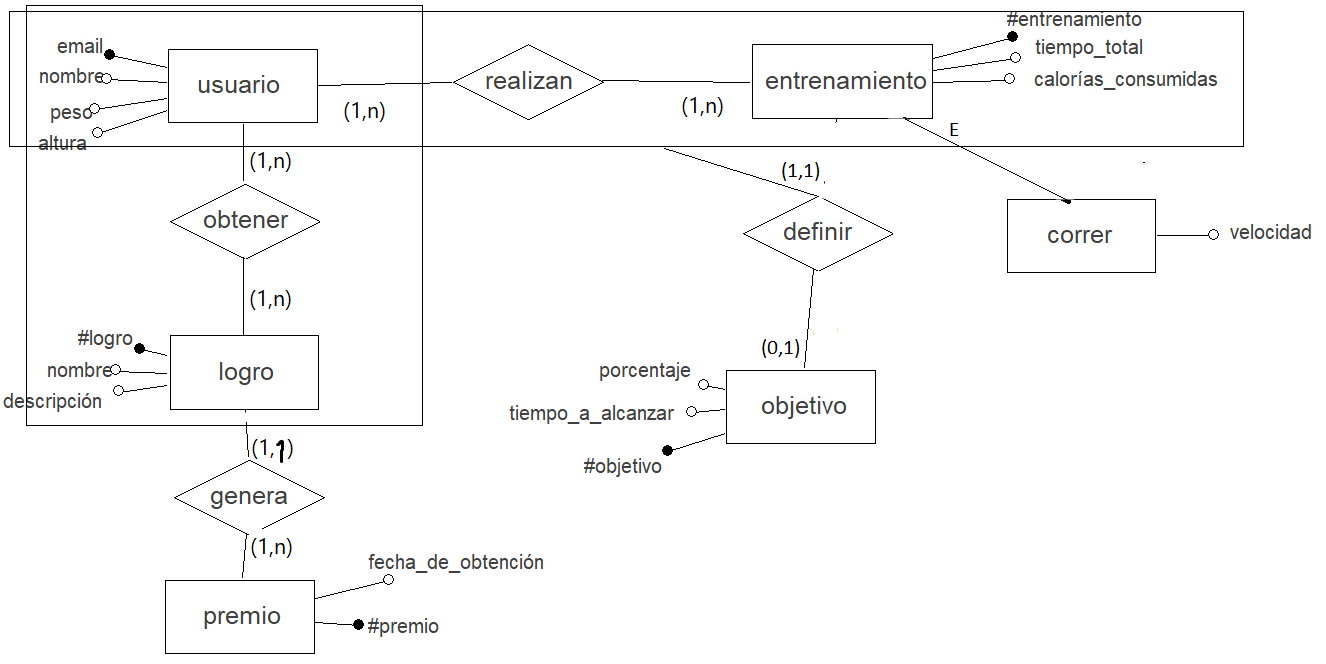 #entrenamiento
email
tiempo_total
nombre
usuario
realizan
entrenamiento
calorías_consumidas
peso
(1,n)
(1,n)
altura
E
(1,n)
(1,1)
obtener
definir
correr
velocidad
(1,n)
#logro
(0,1)
nombre
logro
porcentaje
descripción
tiempo_a_alcanzar
objetivo
(1,1)
#objetivo
genera
(1,n)
fecha_de_obtención
premio
#premio